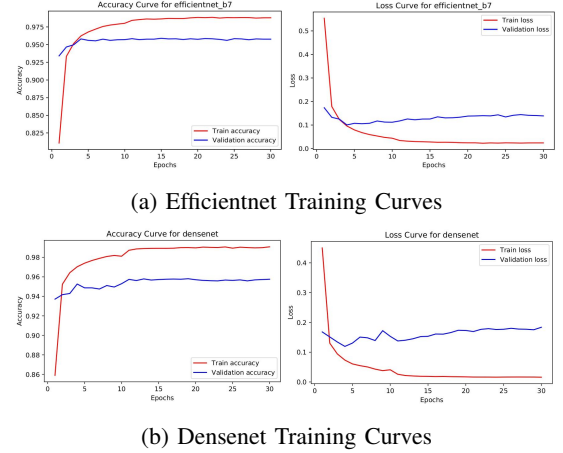 Accuracy Curve for efficientnet_b7
Accuracy
0.975
0.950
0.925
0.900
0.875
0.850
0.825
Train accuracy
Validation accuracy
0
5
10
15
20
25
30
Epochs
Loss Curve for efficientnet_b7
Loss
0.5
0.4
0.3
0.2
0.1
0.0
Train loss
Validation loss
0
5
10
15
20
25
30
Epochs
(a) Efficientnet Training Curves
Accuracy Curve for densenet
Accuracy
0.98
0.96
0.94
0.92
0.90
0.88
0.86
Train accuracy
Validation accuracy
0
5
10
15
20
25
30
Epochs
Loss Curve for densenet
Loss
0.4
0.3
0.2
0.1
0.0
Train loss
Validation loss
0
5
10
15
20
25
30
Epochs
(b) Densenet Training Curves